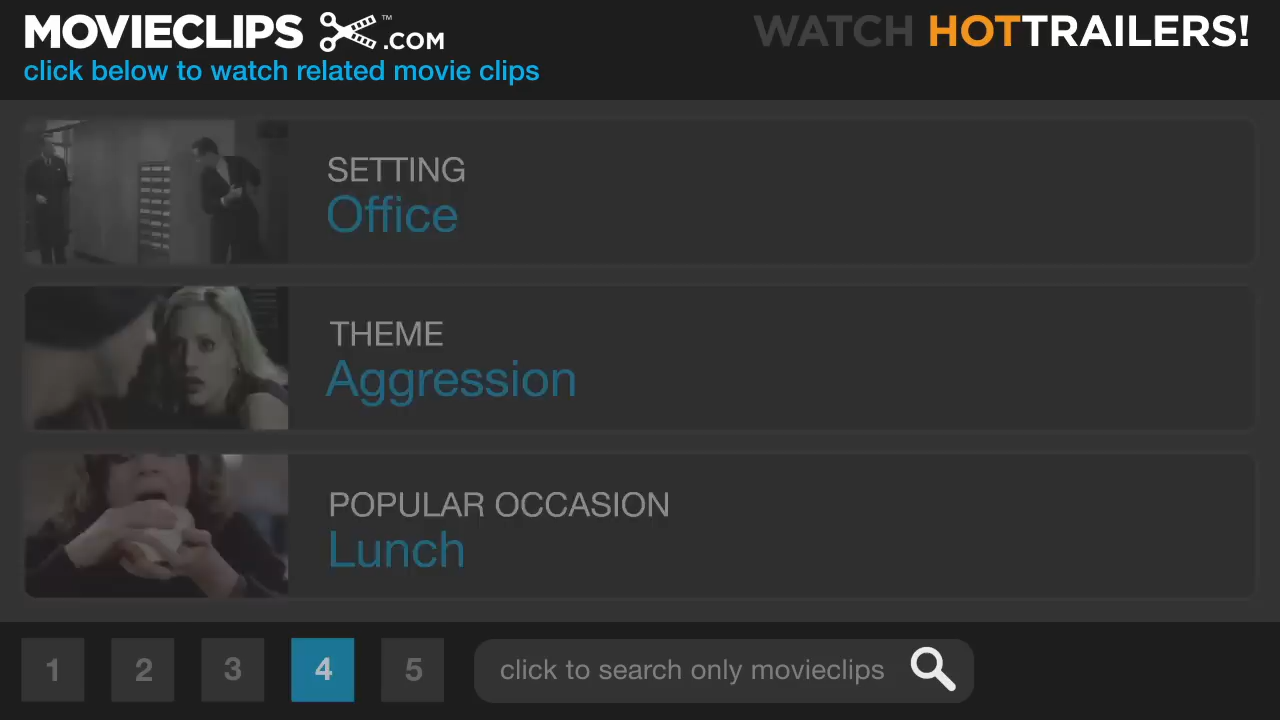 MOVIECLIPS ™ .COM
WATCH HOTTRAILERS!
click below to watch related movie clips
SETTING
Office
THEME
Aggression
POPULAR OCCASION
Lunch
1 2 3 4 5
click to search only movieclips